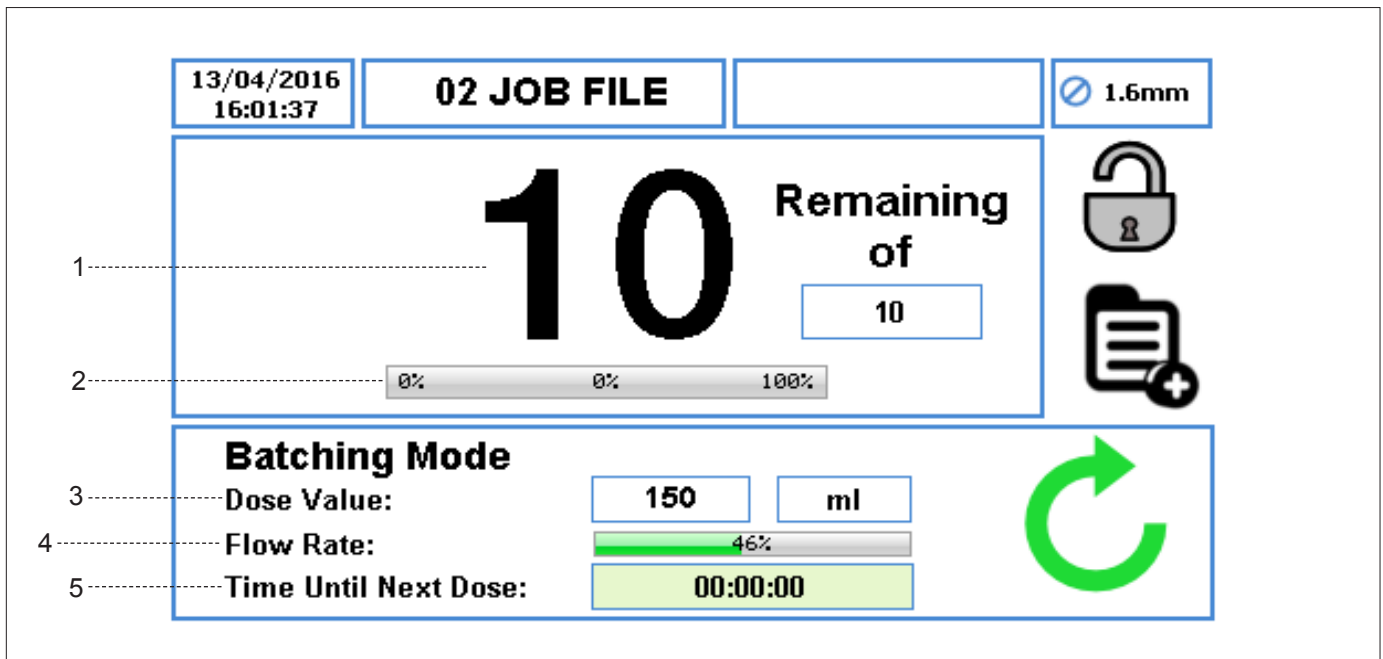 13/04/2016
16:01:37
02 JOB FILE
1.6mm
1
10
Remaining
of
10
2
0% 0% 100%
Batching Mode
3
Dose Value: 150 ml
4
Flow Rate: 46%
5
Time Until Next Dose: 00:00:00